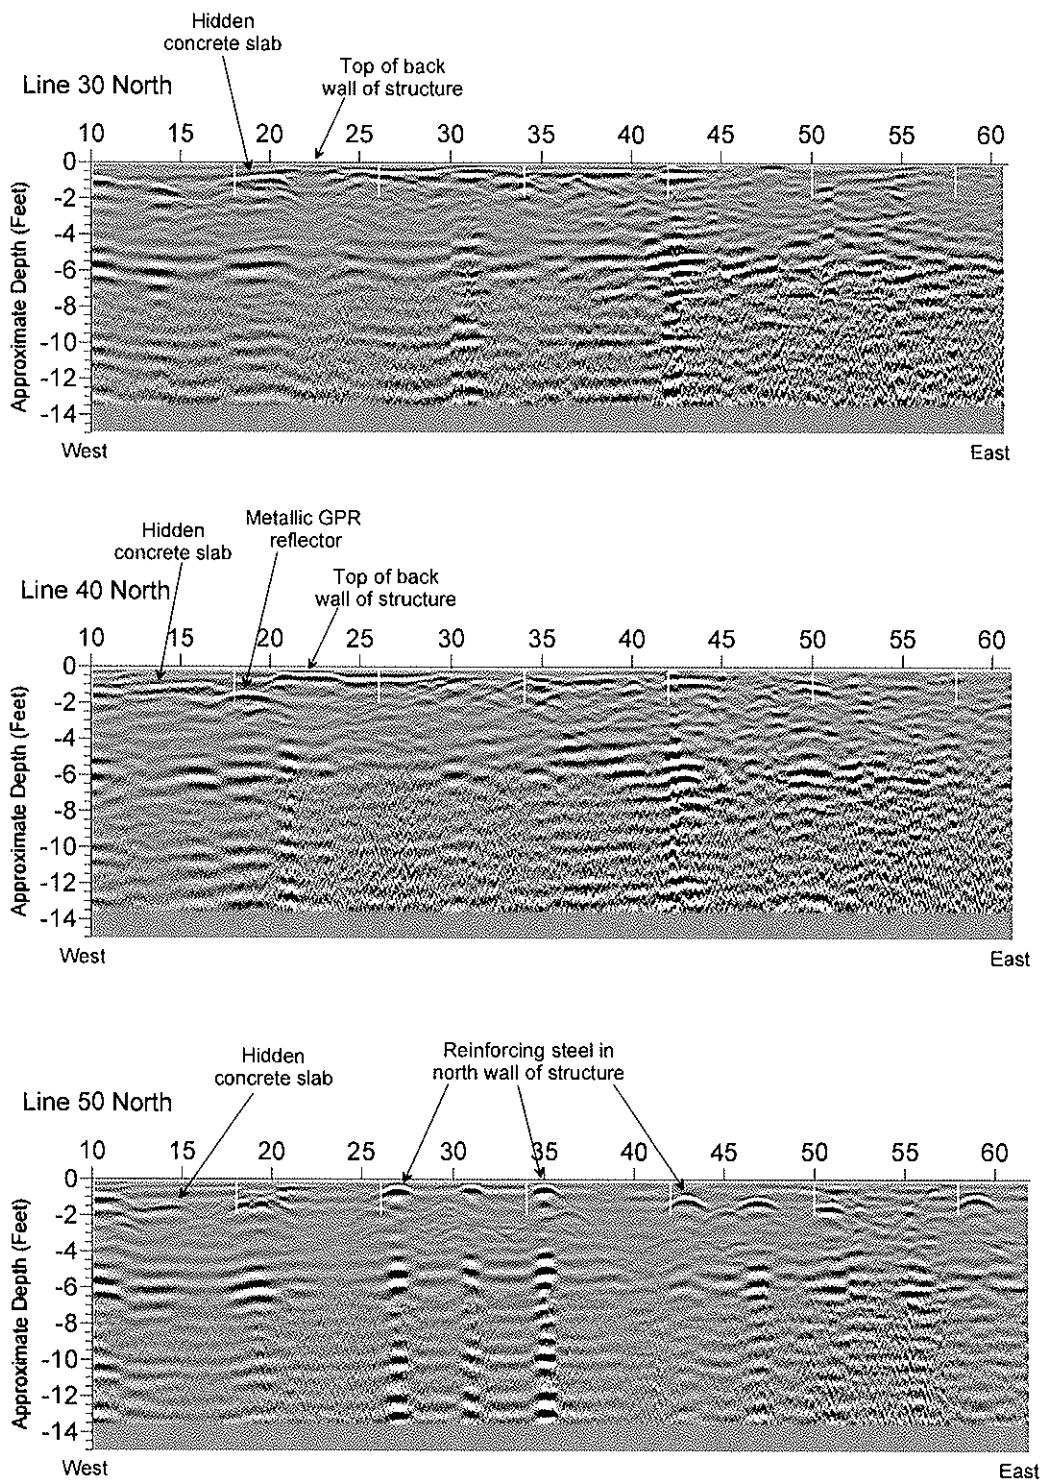 Hidden
concrete slab
Top of back
wall of structure
Line 30 North
10 15 20 25 30 35 40 45 50 55 60
0
-2
-4
-6
-8
-10
-12
-14
Approximate Depth (Feet)
West
East
Hidden
concrete slab
Metallic GPR
reflector
Top of back
wall of structure
Line 40 North
10 15 20 25 30 35 40 45 50 55 60
0
-2
-4
-6
-8
-10
-12
-14
Approximate Depth (Feet)
West
East
Hidden
concrete slab
Reinforcing steel in
north wall of structure
Line 50 North
10 15 20 25 30 35 40 45 50 55 60
0
-2
-4
-6
-8
-10
-12
-14
Approximate Depth (Feet)
West
East